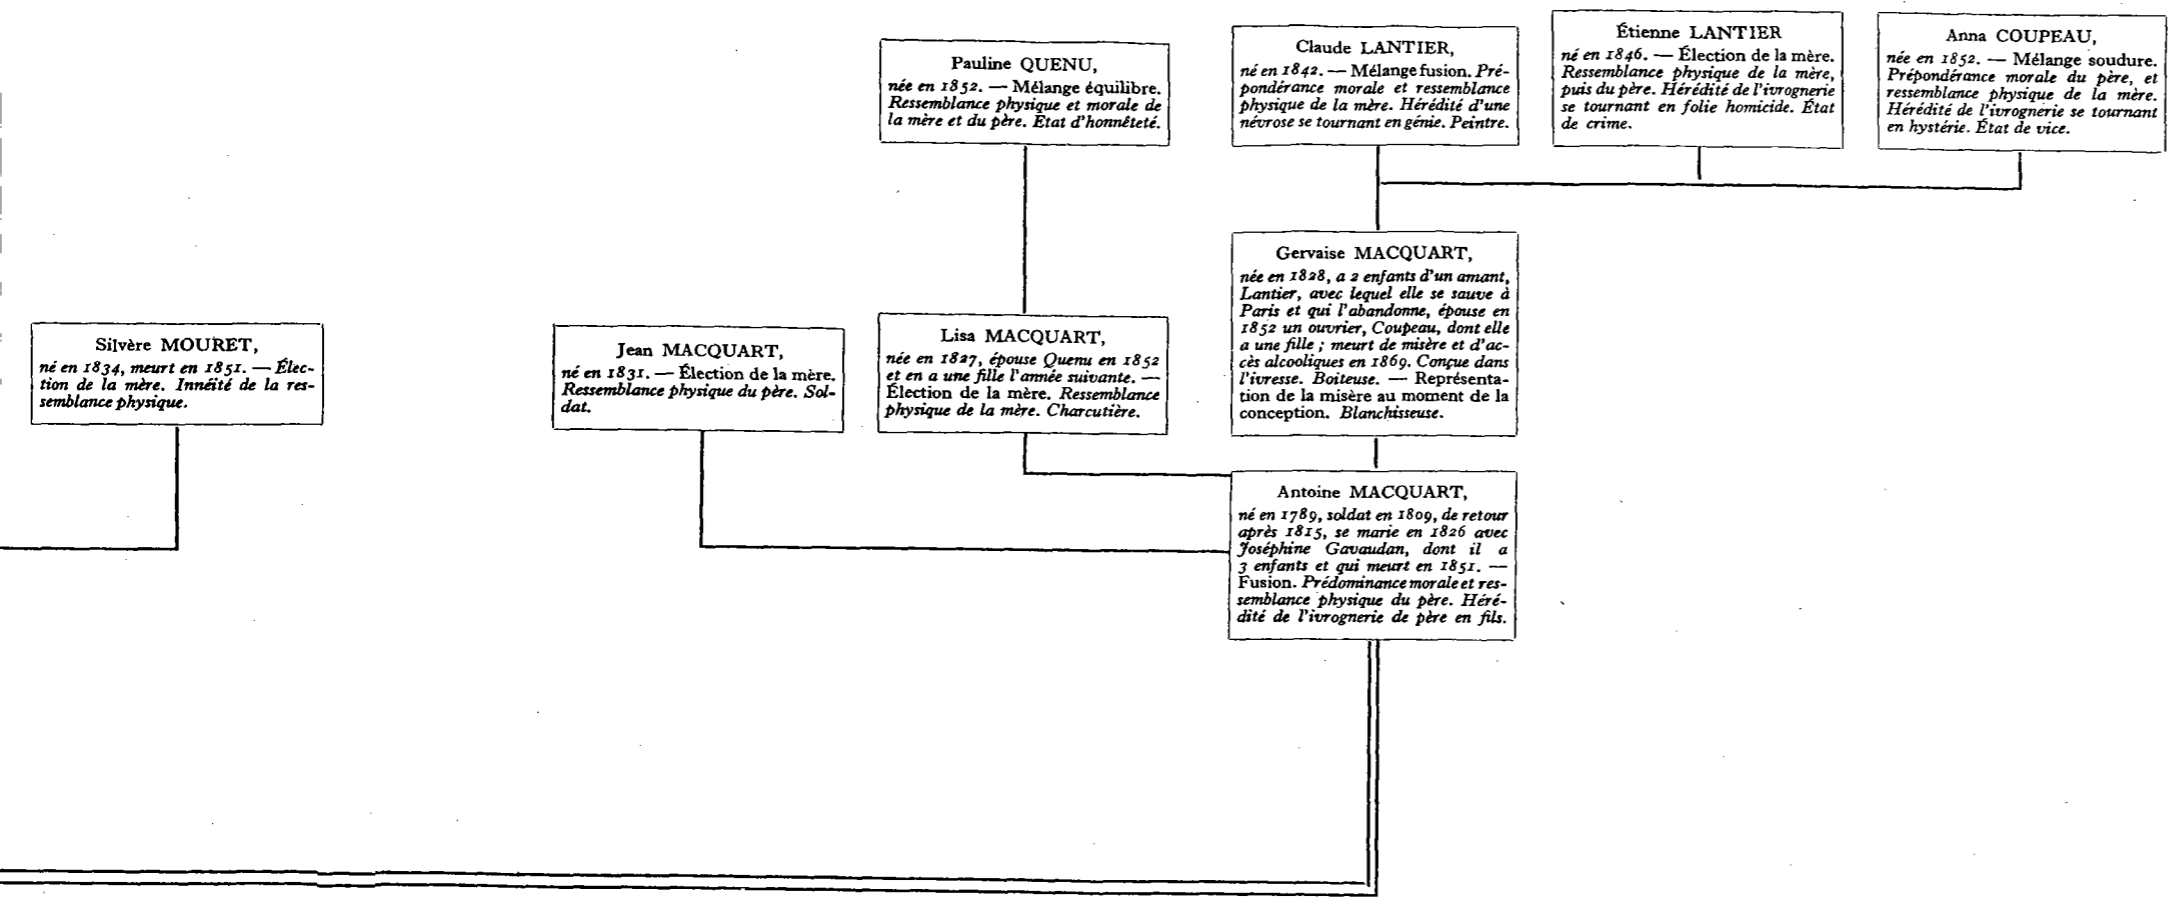 Pauline QUENU,
née en 1852. — Mélange équilibre.
Ressemblance physique et morale de
la mère et du père. État d'honnêteté.
Claude LANTIER,
né en 1842. — Mélange fusion. Pré-
pondérance morale et ressemblance
physique de la mère. Hérédité d'une
névrose se tournant en génie. Peintre.
Étienne LANTIER
né en 1846. — Élection de la mère.
Ressemblance physique de la mère,
puis du père. Hérédité de l'ivrognerie
se tournant en folie homicide. État
de crime.
Anna COUPEAU,
née en 1852. — Mélange soudure.
Prépondérance morale du père, et
ressemblance physique de la mère.
Hérédité de l'ivrognerie se tournant
en hystérie. État de vice.
Silvère MOURET,
né en 1834, meurt en 1851. — Élec-
tion de la mère. Innéité de la res-
semblance physique.
Jean MACQUART,
né en 1831. — Élection de la mère.
Ressemblance physique du père. Sol-
dat.
Lisa MACQUART,
née en 1827, épouse Quenu en 1852
et en a une fille l'année suivante. —
Élection de la mère. Ressemblance
physique de la mère. Charcutière.
Gervaise MACQUART,
née en 1828, a 2 enfants d'un amant,
Lantier, avec lequel elle se sauve à
Paris et qui l'abandonne, épouse en
1852 un ouvrier, Coupeau, dont elle
a une fille ; meurt de misère et d'ac-
cès alcooliques en 1869. Conçue dans
l'ivresse. Boiteuse. — Représenta-
tion de la misère au moment de la
conception. Blanchisseuse.
Antoine MACQUART,
né en 1789, soldat en 1809, de retour
après 1815, se marie en 1826 avec
Joséphine Gavaudan, dont il a
3 enfants et qui meurt en 1851. —
Fusion. Prédominance morale et res-
semblance physique du père. Héré-
dité de l'ivrognerie de père en fils.